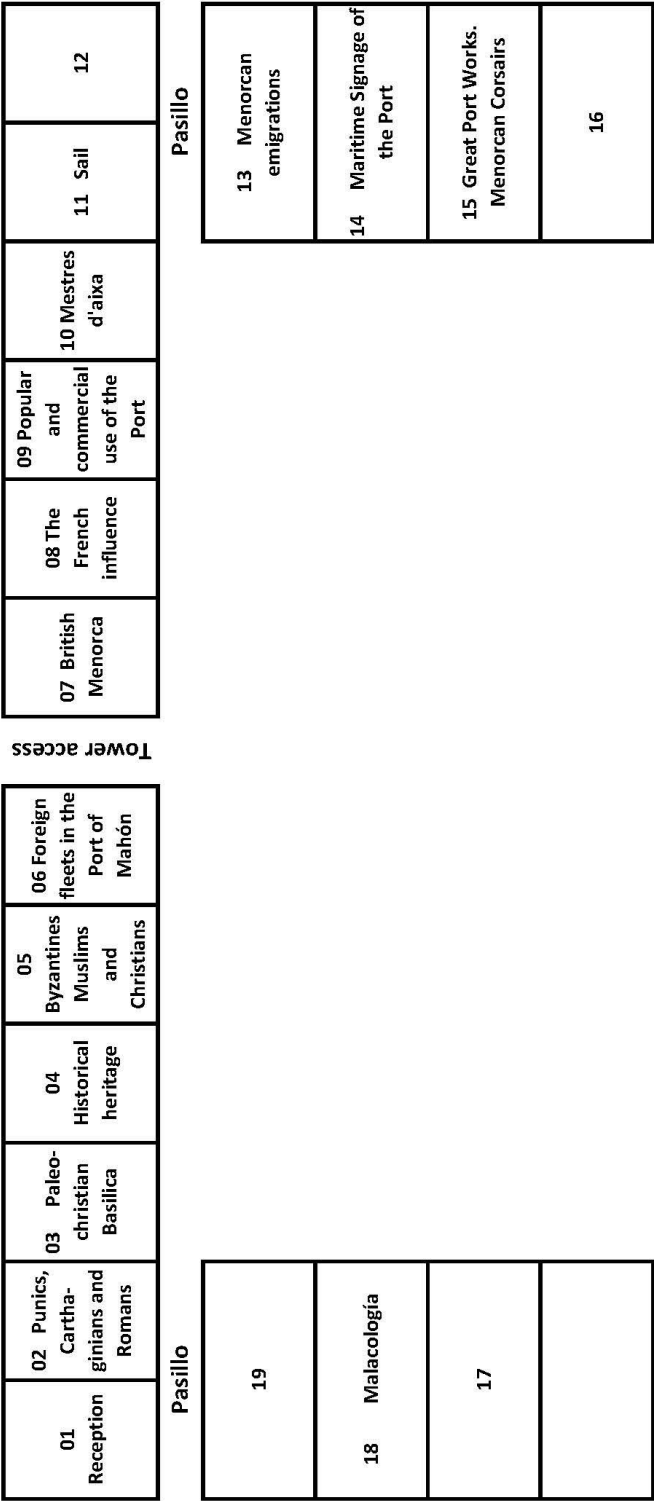 01
Reception
02 Punics,
Cartha-
ginians and
Romans
03 Paleo-
christian
Basilica
04
Historical
heritage
05
Byzantines
Muslims
and
Christians
06 Foreign
fleets in the
Port of
Mahón
Tower access
07 British
Menorca
08 The
French
influence
09 Popular
and
commercial
use of the
Port
10 Mestres
d'aixa
11 Sail
12
Pasillo
Pasillo
19
18 Malacología
17
13 Menorcan
emigrations
14 Maritime Signage of
the Port
15 Great Port Works.
Menorcan Corsairs
16